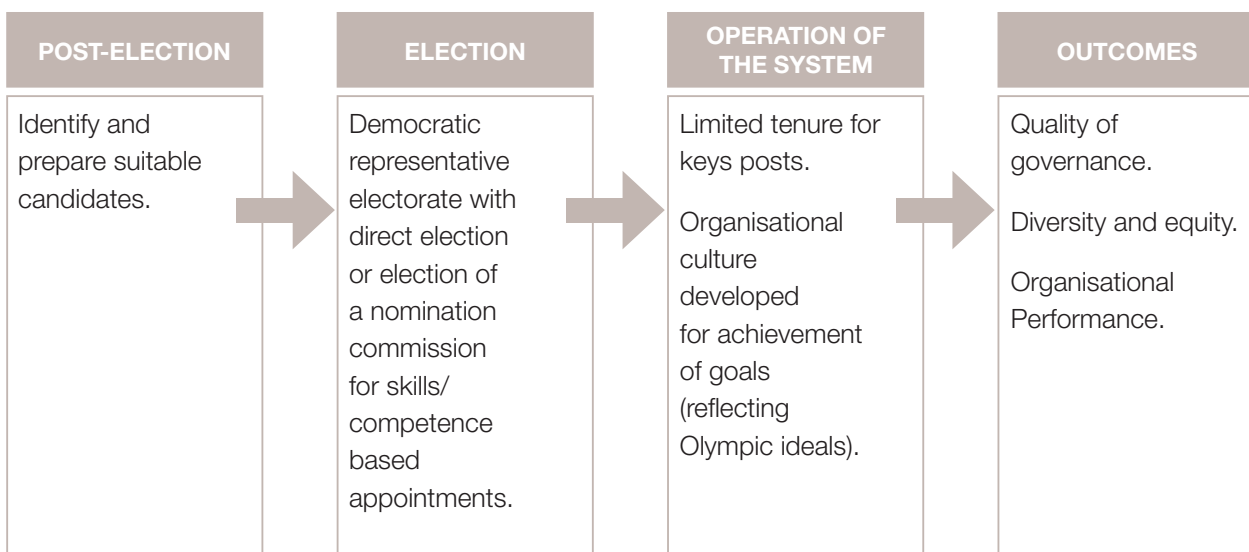 POST-ELECTION
Identify and
prepare suitable
candidates.
ELECTION
Democratic
representative
electorate with
direct election
or election of
a nomination
commission
for skills/
competence
based
appointments.
OPERATION OF
THE SYSTEM
Limited tenure for
keys posts.
Organisational
culture
developed
for achievement
of goals
(reflecting
Olympic ideals).
OUTCOMES
Quality of
governance.
Diversity and equity.
Organisational
Performance.